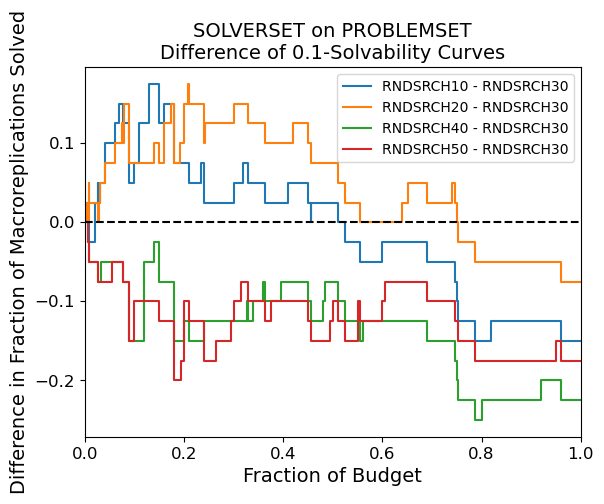 SOLVERSET on PROBLEMSET
Difference of 0.1-Solvability Curves
Difference in Fraction of Macroreplications Solved
RNDSRCH10 - RNDSRCH30
RNDSRCH20 - RNDSRCH30
RNDSRCH40 - RNDSRCH30
RNDSRCH50 - RNDSRCH30
0.1
0.0
−0.1
−0.2
0.0 0.2 0.4 0.6 0.8 1.0
Fraction of Budget